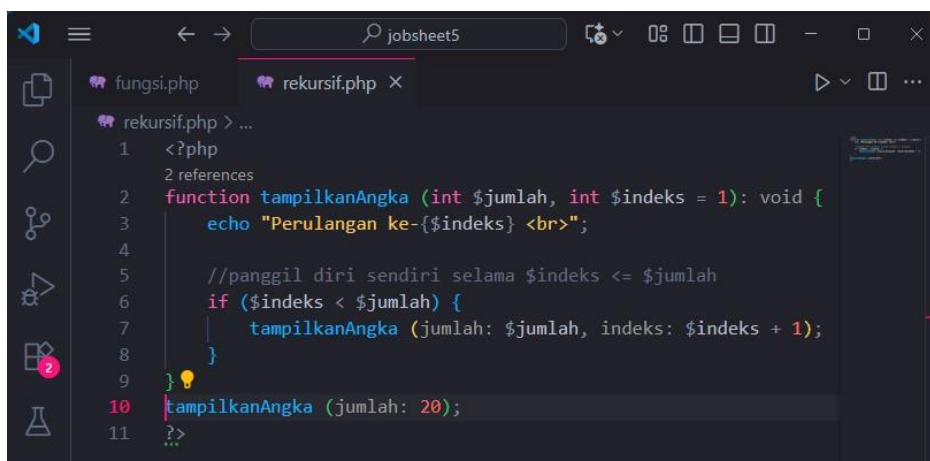 jobsheet5
fungsi.php
rekursif.php
rekursif.php > ...
1 <?php
2 references
2 function tampilkanAngka (int $jumlah, int $indeks = 1): void {
3 echo "Perulangan ke-{$indeks} <br>";
4
5 //panggil diri sendiri selama $indeks <= $jumlah
6 if ($indeks < $jumlah) {
7 tampilkanAngka (jumlah: $jumlah, indeks: $indeks + 1);
8 }
9 }
10 tampilkanAngka (jumlah: 20);
11 ?>
2